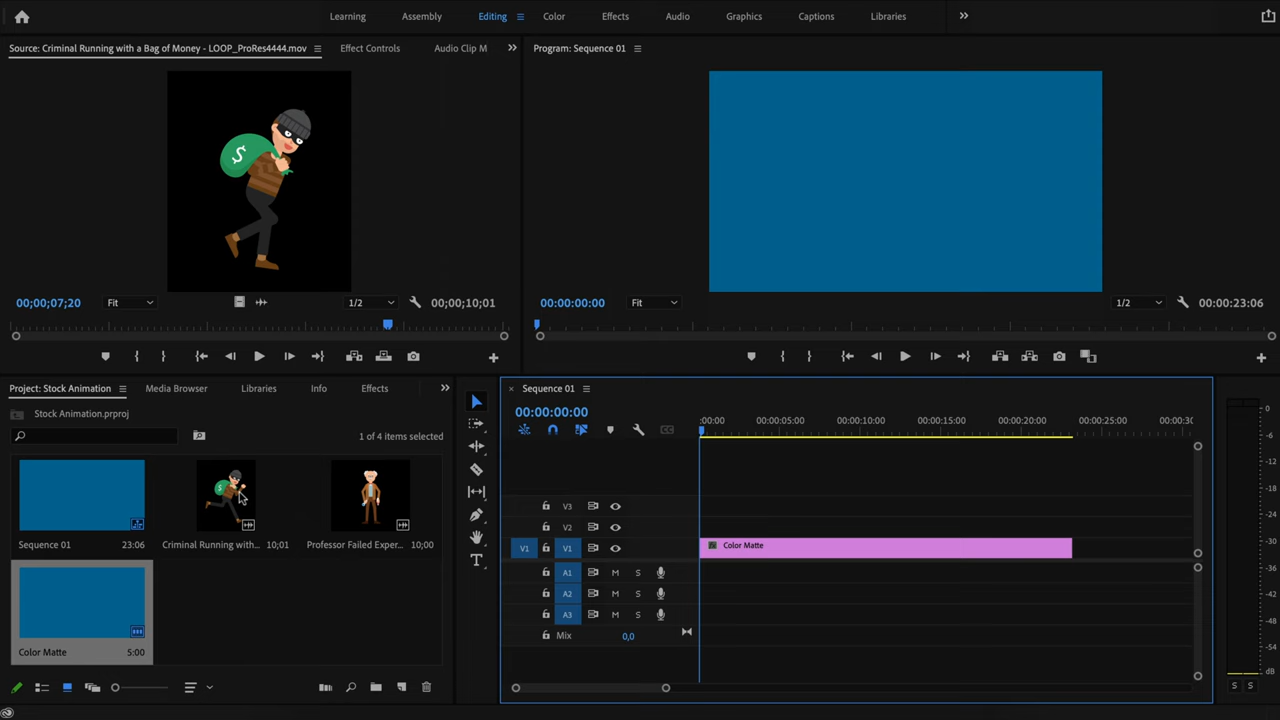 Learning Assembly Editing Color Effects Audio Graphics Captions Libraries
Source: Criminal Running with a Bag of Money - LOOP_ProRes4444.mov Effect Controls Audio Clip M
Program: Sequence 01
$
00;00;07;20 Fit 1/2 00;00;10;01
00:00:00:00 Fit 1/2 00:00:23:06
Project: Stock Animation Media Browser Libraries Info Effects
Stock Animation.prproj
1 of 4 items selected
Sequence 01 23:06
Criminal Running with... 10;01
Professor Failed Exper... 10;00
Color Matte 5:00
Sequence 01
00:00:00:00
:00:00 00:00:05:00 00:00:10:00 00:00:15:00 00:00:20:00 00:00:25:00 00:00:30
V3
V2
V1 V1 Color Matte
A1 M S
A2 M S
A3 M S
Mix 0,0
0
-6
-12
-18
-24
-30
-36
-42
-48
-54
dB
S S